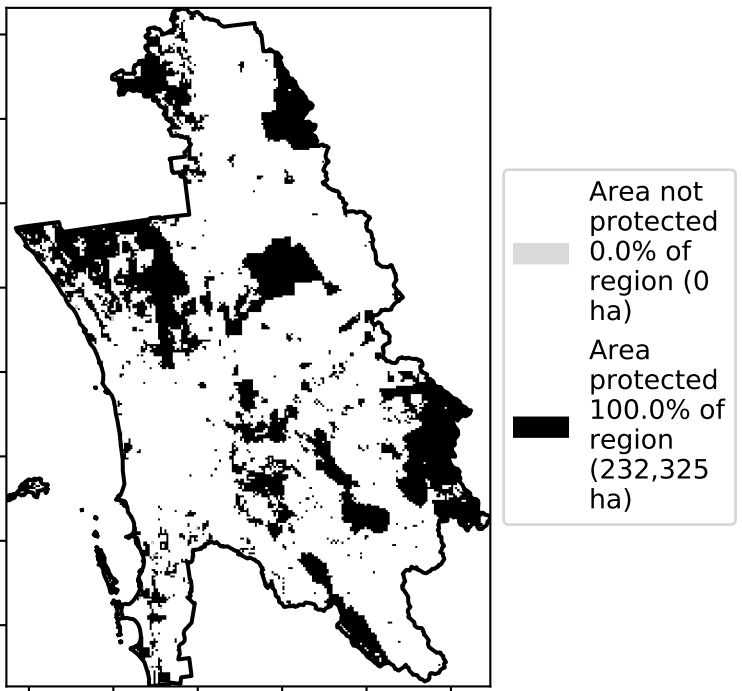 Area not
protected
0.0% of
region (0
ha)
Area
protected
100.0% of
region
(232,325
ha)